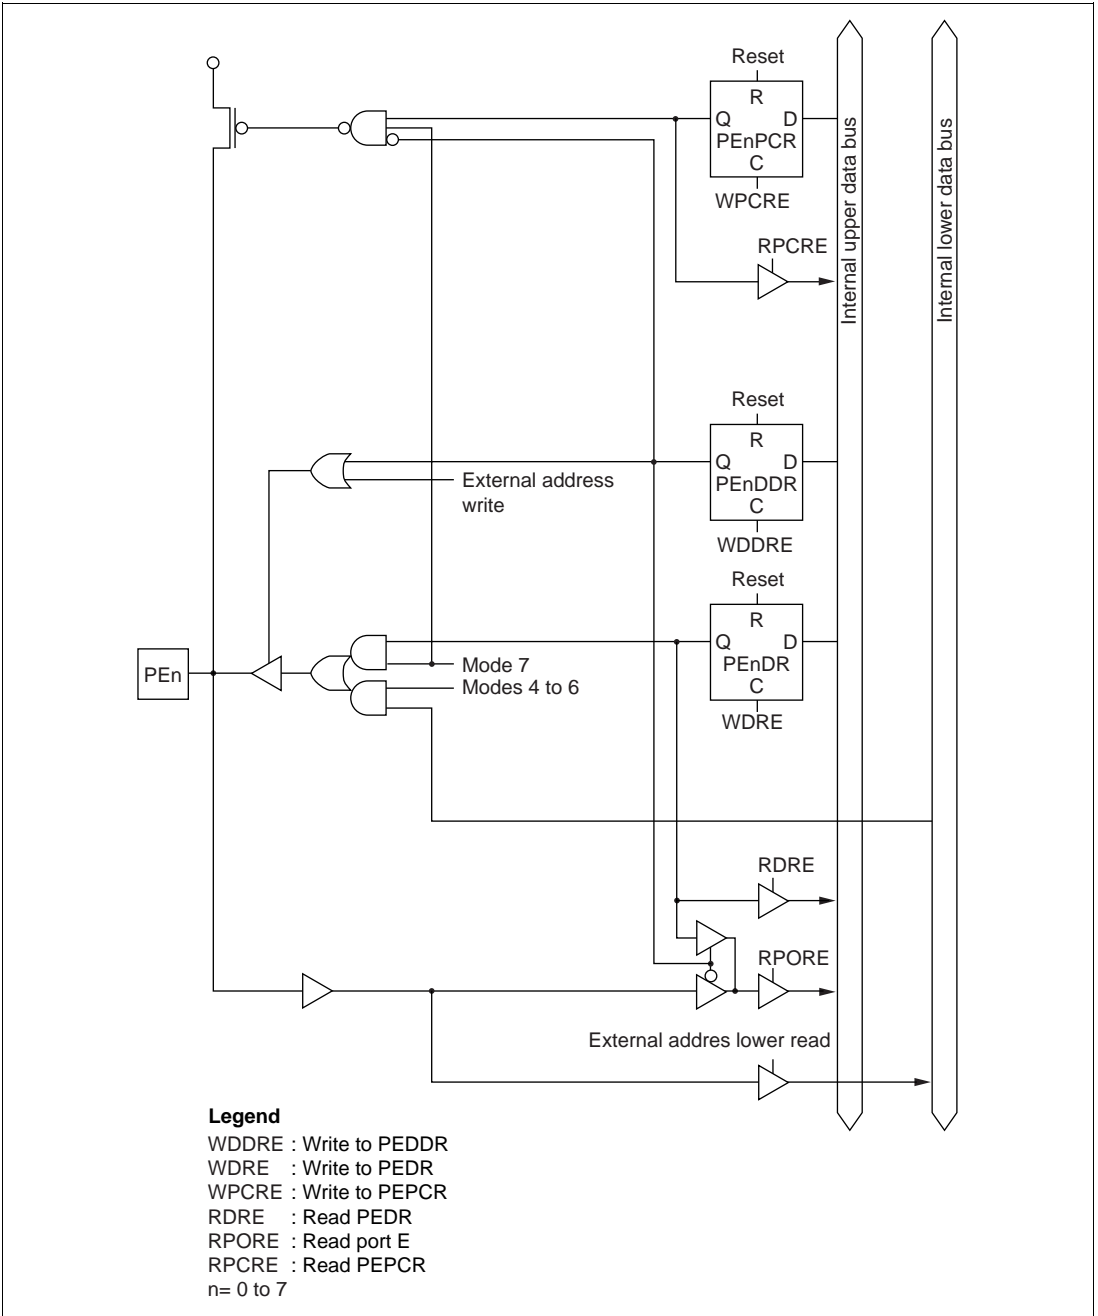 Reset
R
Q D
PEnPCR
C
WPCRE
RPCRE
Internal upper data bus
Internal lower data bus
Reset
R
Q D
PEnDDR
C
WDDRE
External address
write
Reset
R
Q D
PEnDR
C
WDRE
PEn
Mode 7
Modes 4 to 6
RDRE
RPORE
External addres lower read
Legend
WDDRE : Write to PEDDR
WDRE : Write to PEDR
WPCRE : Write to PEPCR
RDRE : Read PEDR
RPORE : Read port E
RPCRE : Read PEPCR
n= 0 to 7